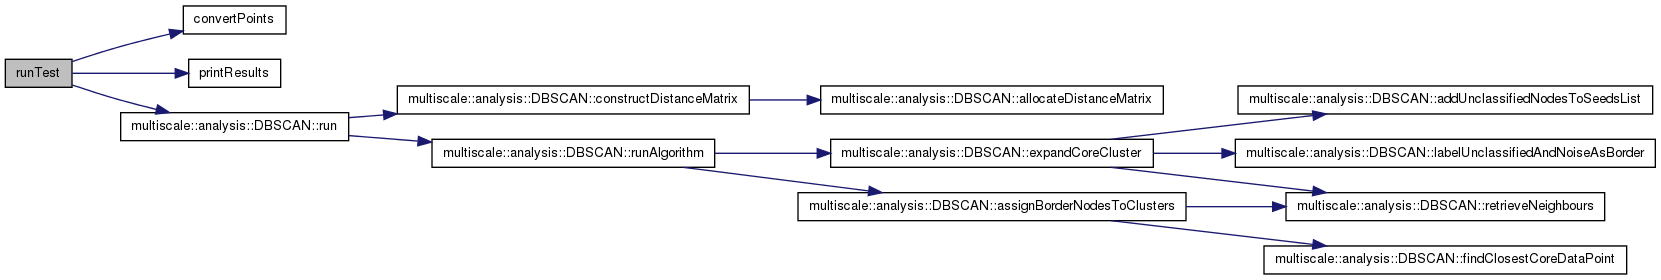 convertPoints
runTest
printResults
multiscale::analysis::DBSCAN::run
multiscale::analysis::DBSCAN::constructDistanceMatrix
multiscale::analysis::DBSCAN::allocateDistanceMatrix
multiscale::analysis::DBSCAN::runAlgorithm
multiscale::analysis::DBSCAN::expandCoreCluster
multiscale::analysis::DBSCAN::assignBorderNodesToClusters
multiscale::analysis::DBSCAN::addUnclassifiedNodesToSeedsList
multiscale::analysis::DBSCAN::labelUnclassifiedAndNoiseAsBorder
multiscale::analysis::DBSCAN::retrieveNeighbours
multiscale::analysis::DBSCAN::findClosestCoreDataPoint